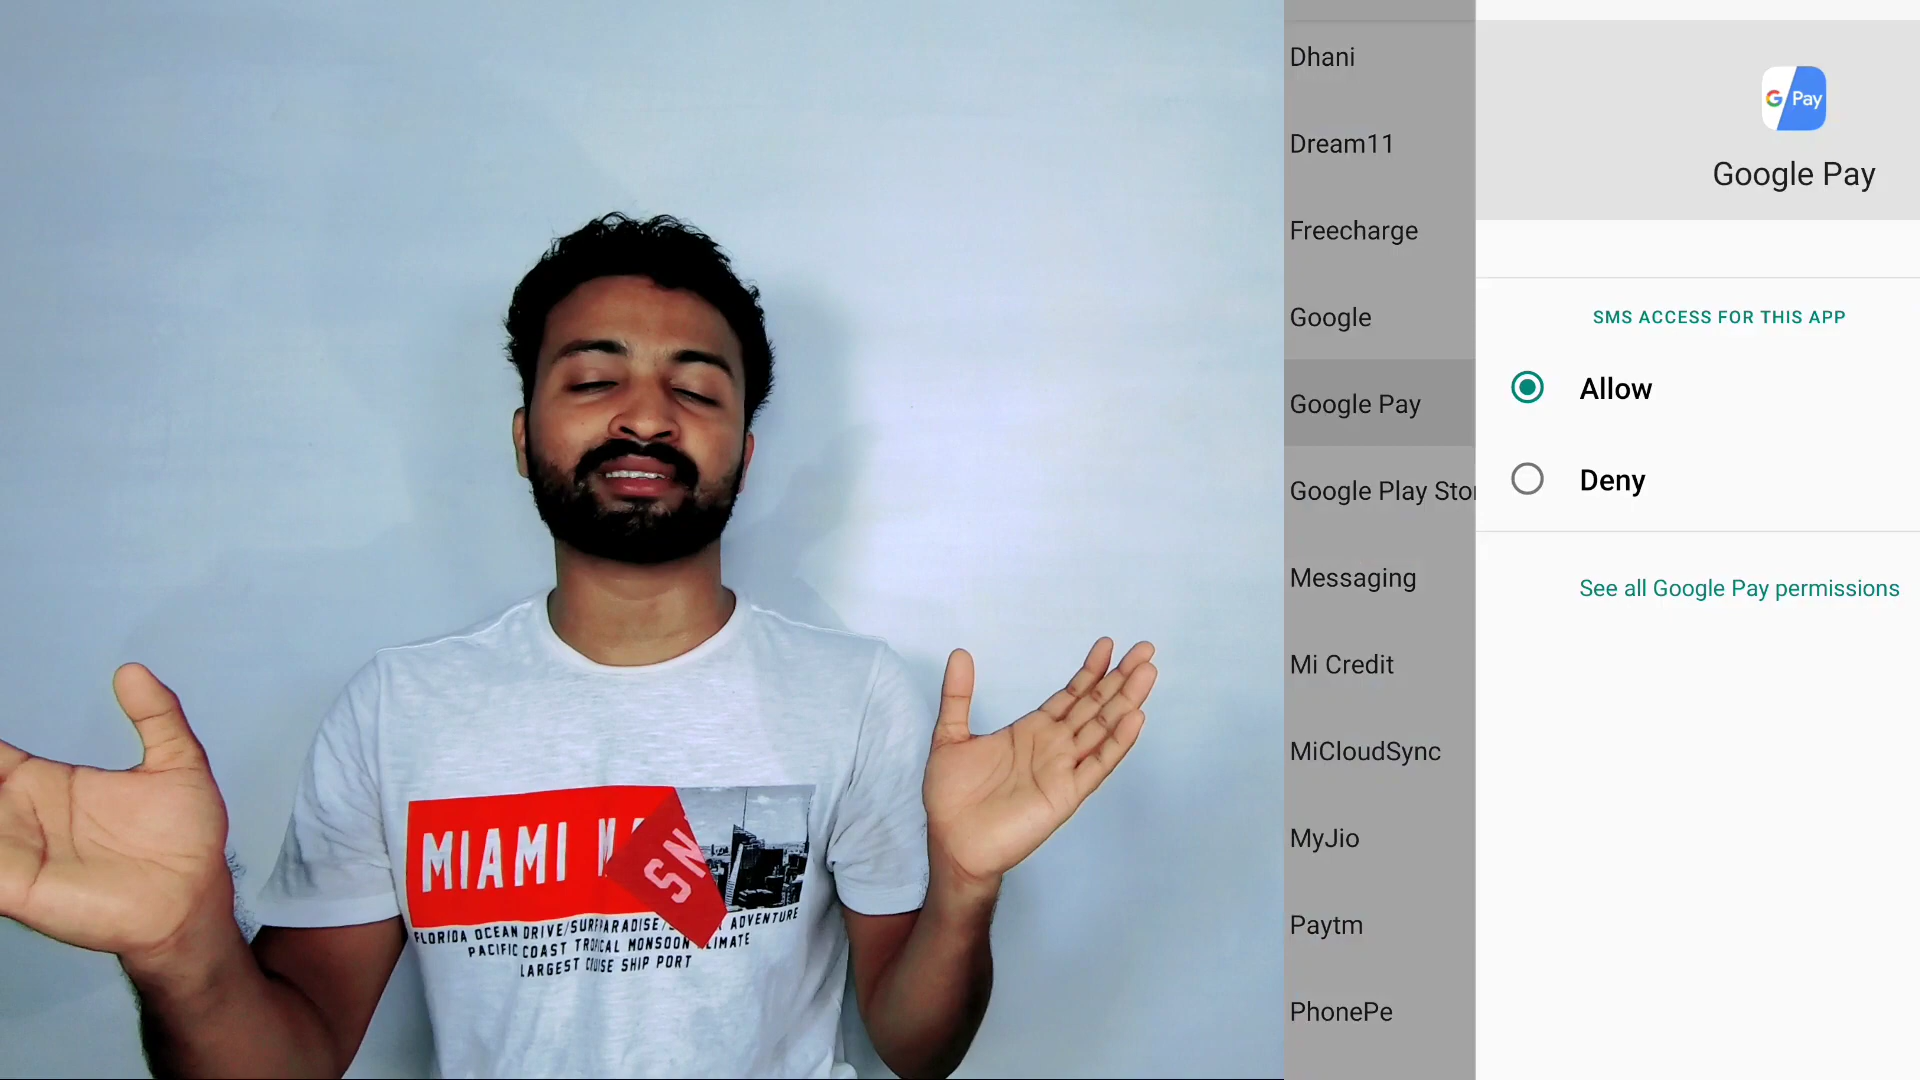 MIAMI
SN
FLORIDA OCEAN DRIVE/SURFPARADISE/ ADVENTURE
PACIFIC COAST TROPICAL MONSOON CLIMATE
LARGEST CRUISE SHIP PORT
Dhani
Dream11
Freecharge
Google
Google Pay
Google Play Stor
Messaging
Mi Credit
MiCloudSync
MyJio
Paytm
PhonePe
G Pay
Google Pay
SMS ACCESS FOR THIS APP
Allow
Deny
See all Google Pay permissions